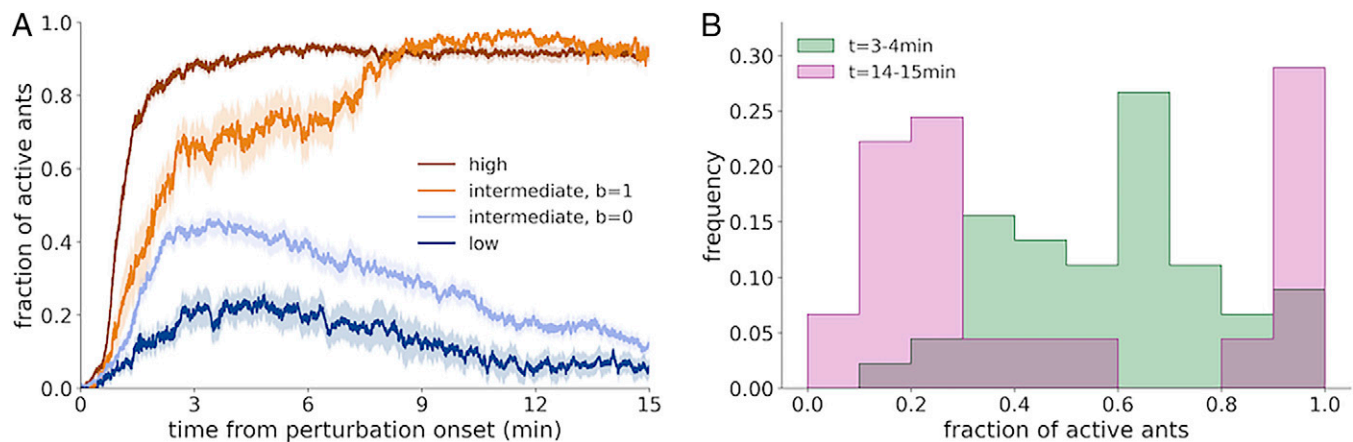 A
1.0
0.8
0.6
0.4
0.2
0.0
fraction of active ants
high
intermediate, b=1
intermediate, b=0
low
0
3
6
9
12
15
time from perturbation onset (min)
B
0.30
0.25
0.20
0.15
0.10
0.05
0.00
frequency
t=3-4min
t=14-15min
0.0
0.2
0.4
0.6
0.8
1.0
fraction of active ants